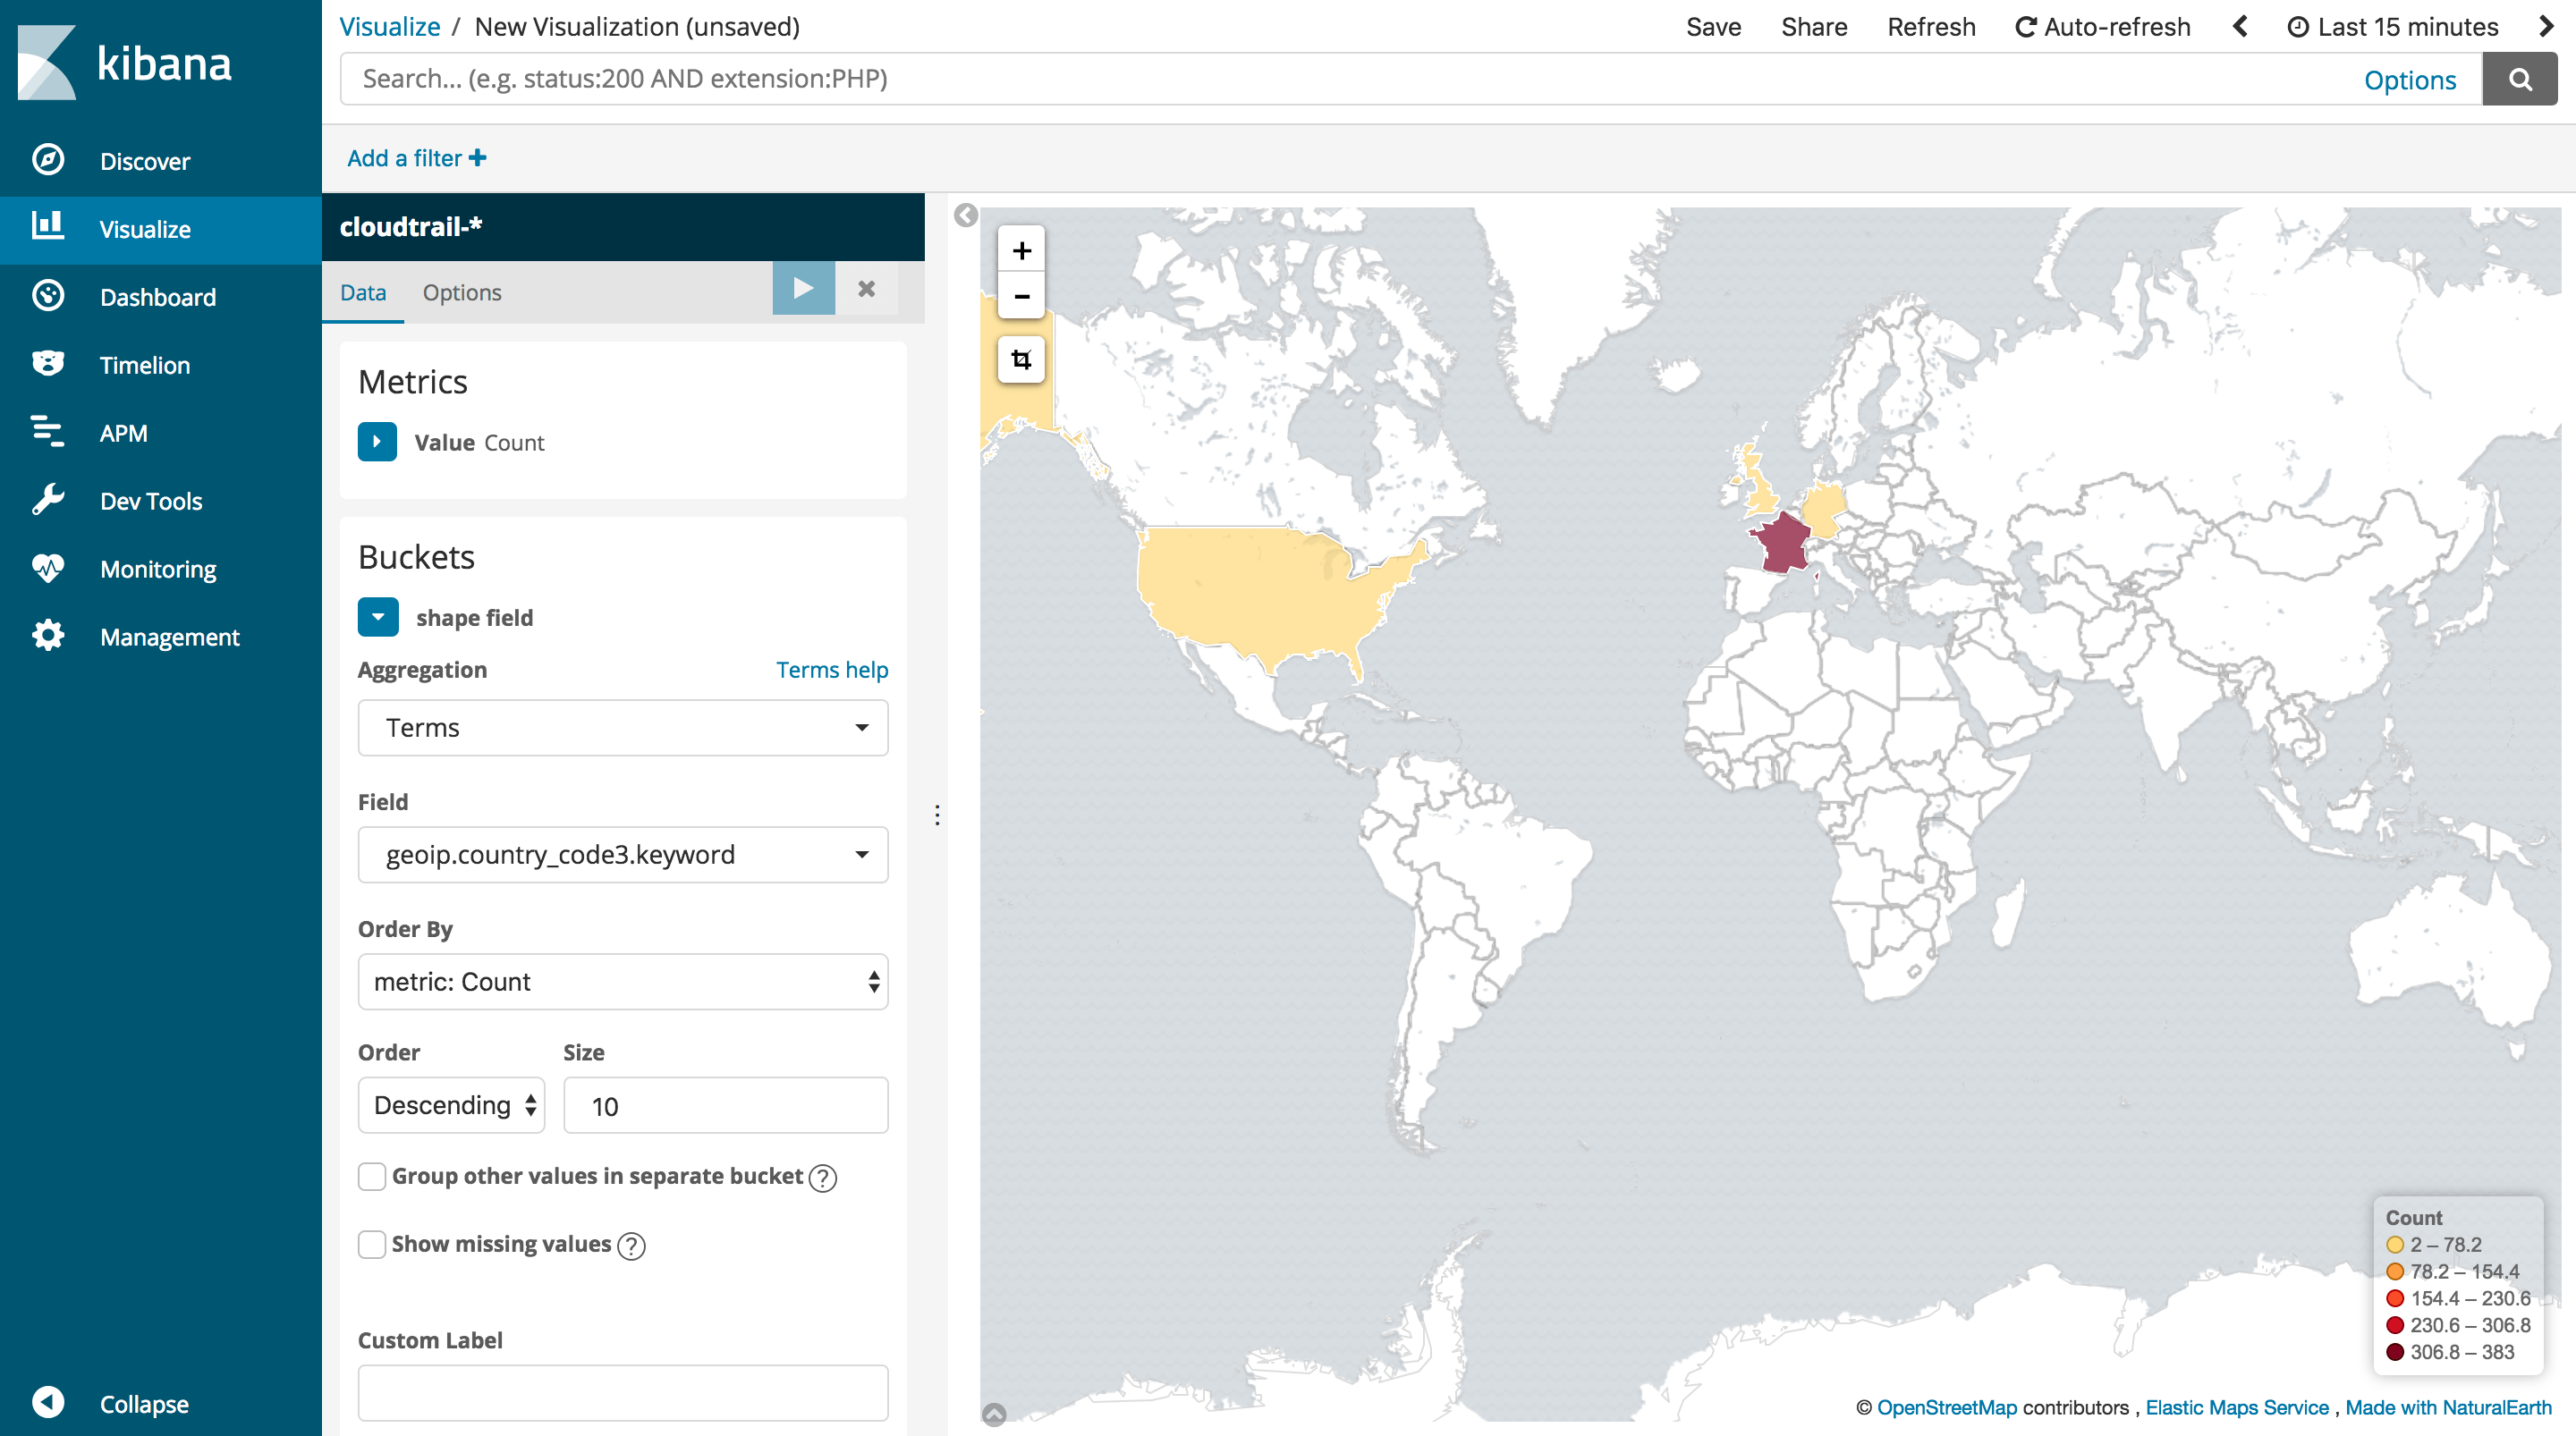 kibana
Discover
Visualize
Dashboard
Timelion
APM
Dev Tools
Monitoring
Management
Collapse
Visualize / New Visualization (unsaved)
Save Share Refresh Auto-refresh Last 15 minutes
Search... (e.g. status:200 AND extension:PHP) Options
Add a filter
cloudtrail-*
Data Options
Metrics
Value Count
Buckets
shape field
Aggregation Terms help
Terms
Field
geoip.country_code3.keyword
Order By
metric: Count
Order Size
Descending 10
Group other values in separate bucket ?
Show missing values ?
Custom Label
+
−
Count
2 – 78.2
78.2 – 154.4
154.4 – 230.6
230.6 – 306.8
306.8 – 383
© OpenStreetMap contributors , Elastic Maps Service , Made with NaturalEarth